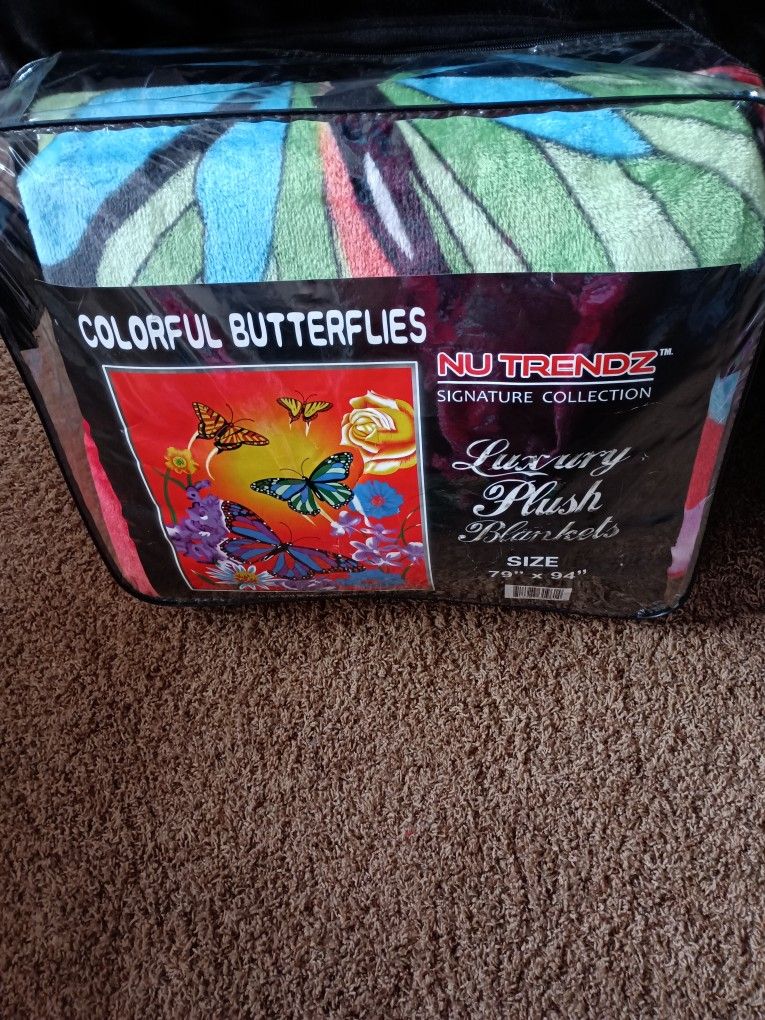 COLORFUL BUTTERFLIES
NU TRENDZ™
SIGNATURE COLLECTION
Luxury
Plush
Blankets
SIZE
79" x 94"